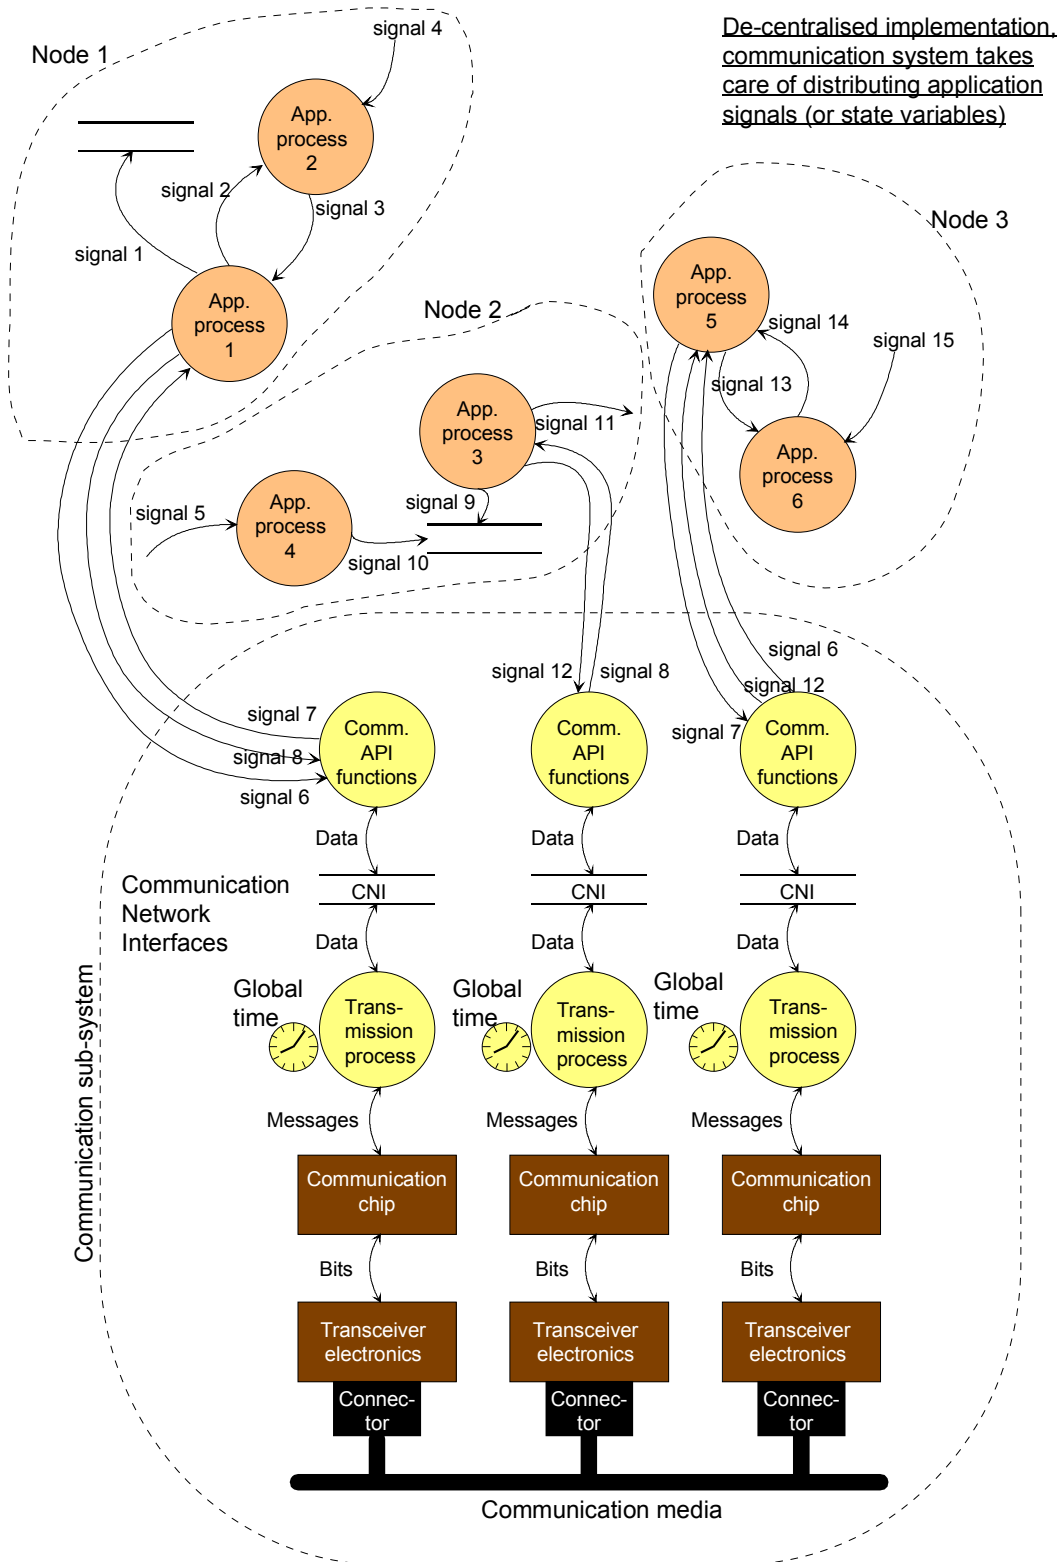 signal 4
De-centralised implementation,
communication system takes
care of distributing application
signals (or state variables)
Node 1
App.
process
2
signal 2
signal 3
signal 1
Node 3
App.
process
1
App.
process
5
Node 2
signal 14
signal 15
signal 13
App.
process
3
signal 11
App.
process
6
signal 9
signal 5
App.
process
4
signal 10
signal 12
signal 8
signal 6
signal 12
signal 7
signal 7
signal 8
signal 6
Comm.
API
functions
Comm.
API
functions
Comm.
API
functions
Data
Data
Data
Communication
Network
Interfaces
CNI
CNI
CNI
Data
Data
Data
Global
time
Trans-
mission
process
Global
time
Trans-
mission
process
Global
time
Trans-
mission
process
Communication sub-system
Messages
Messages
Messages
Communication
chip
Communication
chip
Communication
chip
Bits
Bits
Bits
Transceiver
electronics
Transceiver
electronics
Transceiver
electronics
Connec-
tor
Connec-
tor
Connec-
tor
Communication media